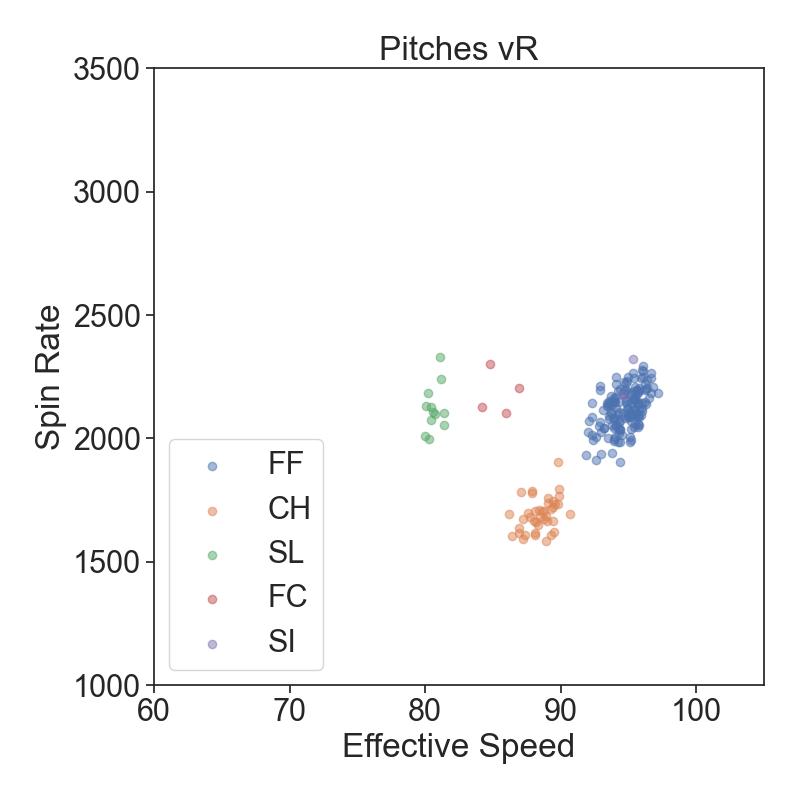 Pitches vR
3500
3000
2500
2000
1500
1000
Spin Rate
FF
CH
SL
FC
SI
60 70 80 90 100
Effective Speed